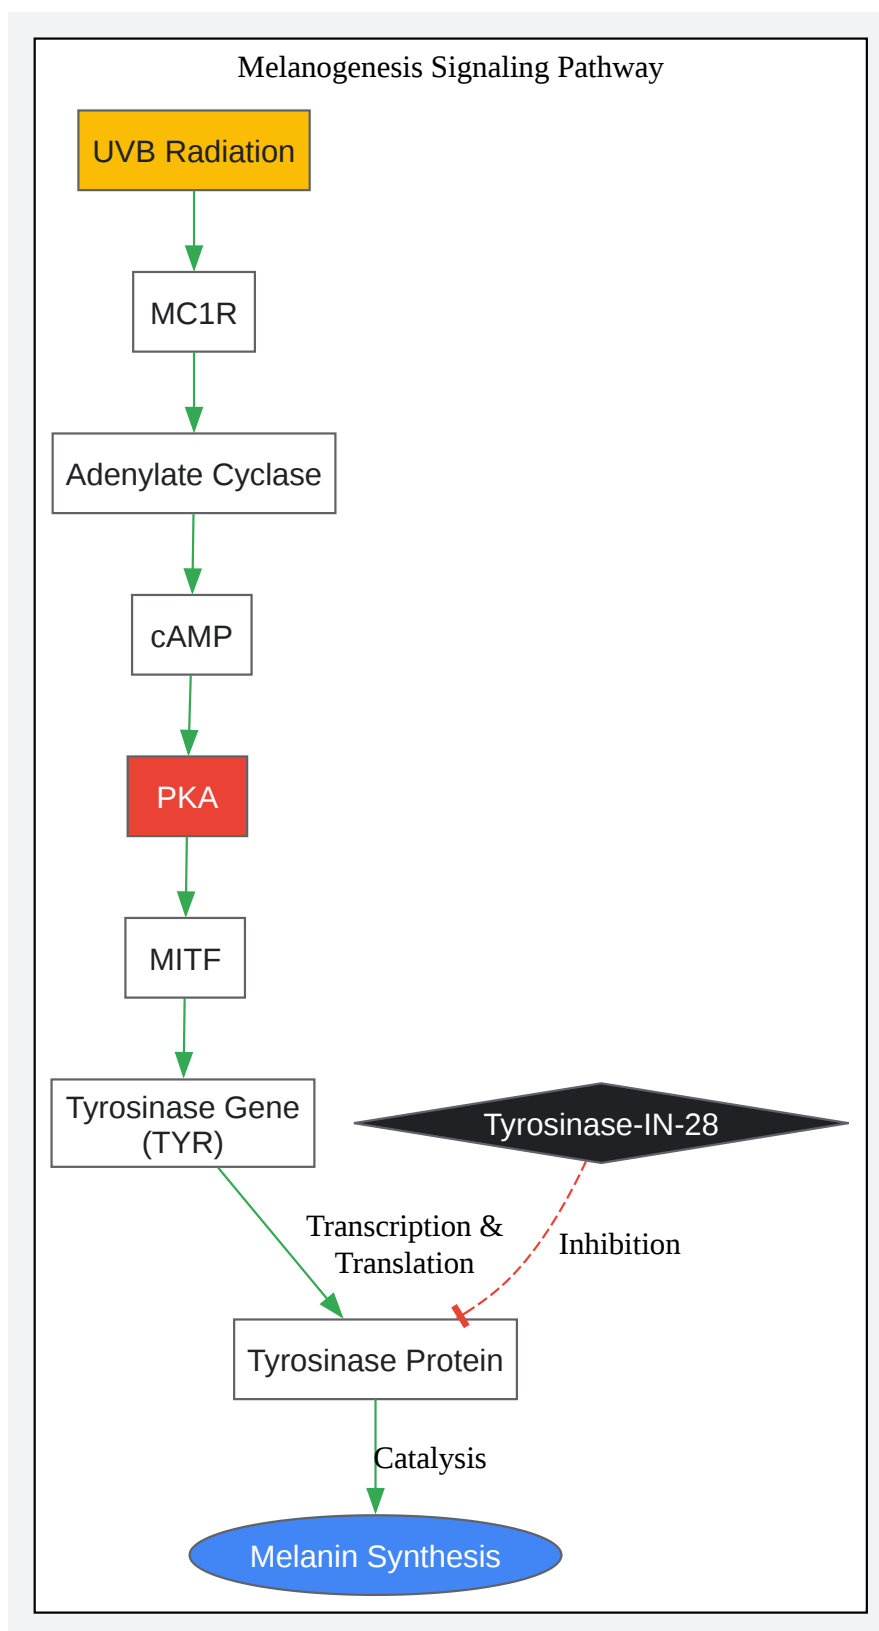 Melanogenesis Signaling Pathway
UVB Radiation
MC1R
Adenylate Cyclase
cAMP
PKA
MITF
Tyrosinase Gene
(TYR)
Tyrosinase-IN-28
Transcription &
Translation
Inhibition
Tyrosinase Protein
Catalysis
Melanin Synthesis